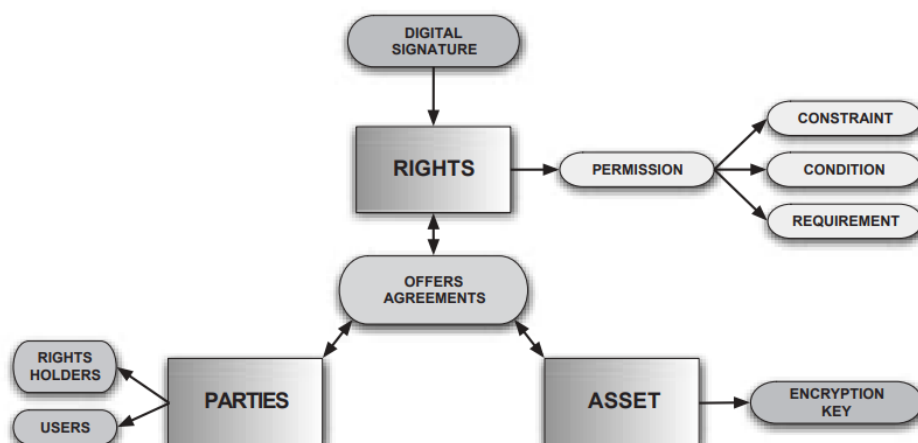 DIGITAL
SIGNATURE
RIGHTS
PERMISSION
CONSTRAINT
CONDITION
REQUIREMENT
OFFERS
AGREEMENTS
RIGHTS
HOLDERS
USERS
PARTIES
ASSET
ENCRYPTION
KEY